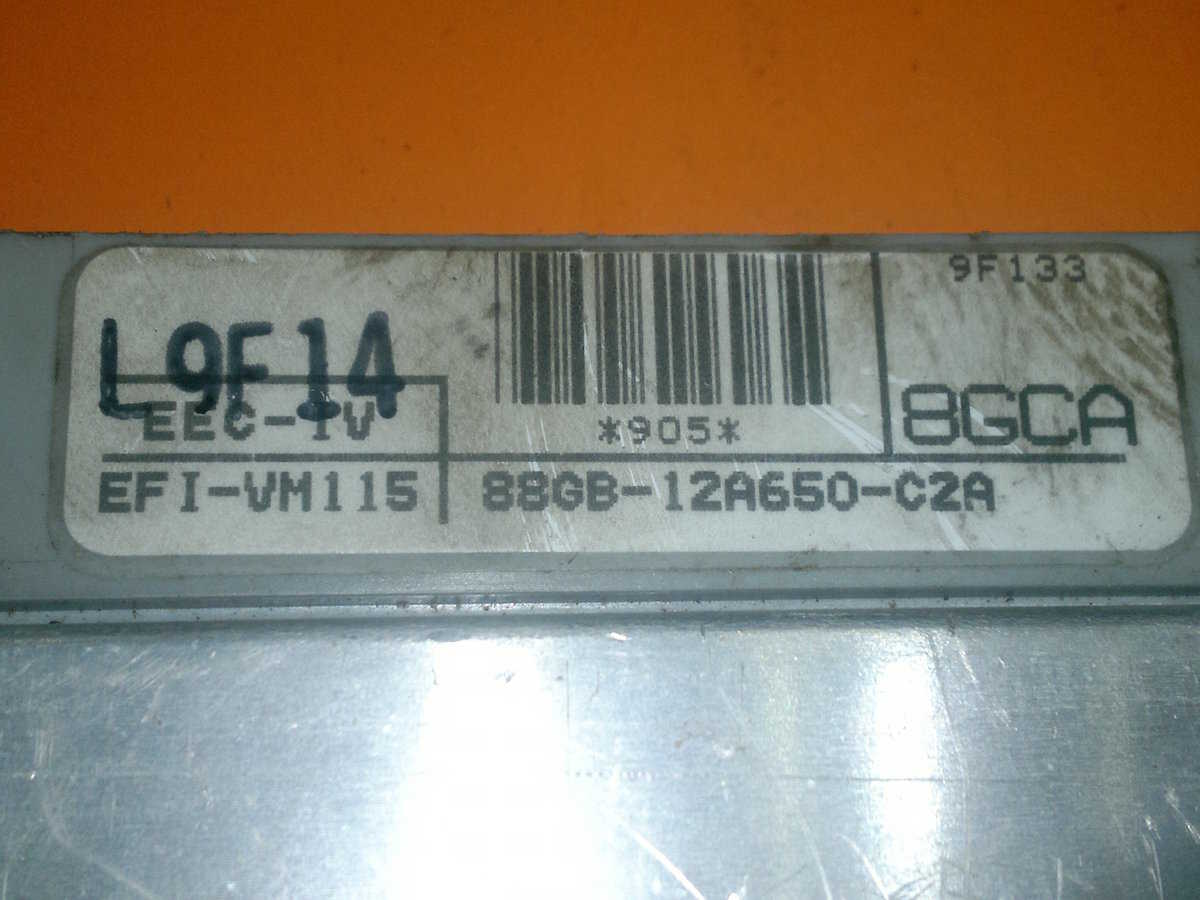 9F133
L9F14
EEC-IV
*905*
8GCA
EFI-VM115
88GB-12A650-C2A